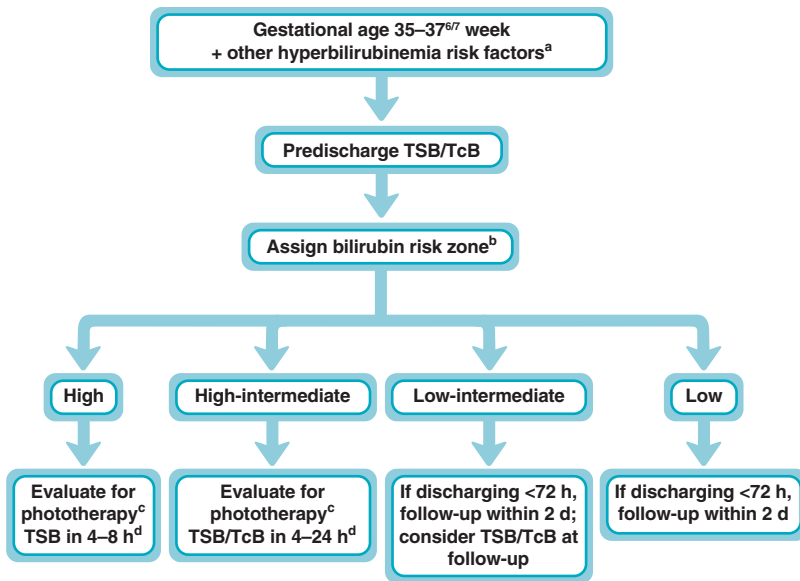 Gestational age 35–37⁶ᐟ⁷ week
+ other hyperbilirubinemia risk factorsᵃ
Predischarge TSB/TcB
Assign bilirubin risk zoneᵇ
High
High-intermediate
Low-intermediate
Low
Evaluate for
phototherapyᶜ
TSB in 4–8 hᵈ
Evaluate for
phototherapyᶜ
TSB/TcB in 4–24 hᵈ
If discharging <72 h,
follow-up within 2 d;
consider TSB/TcB at
follow-up
If discharging <72 h,
follow-up within 2 d